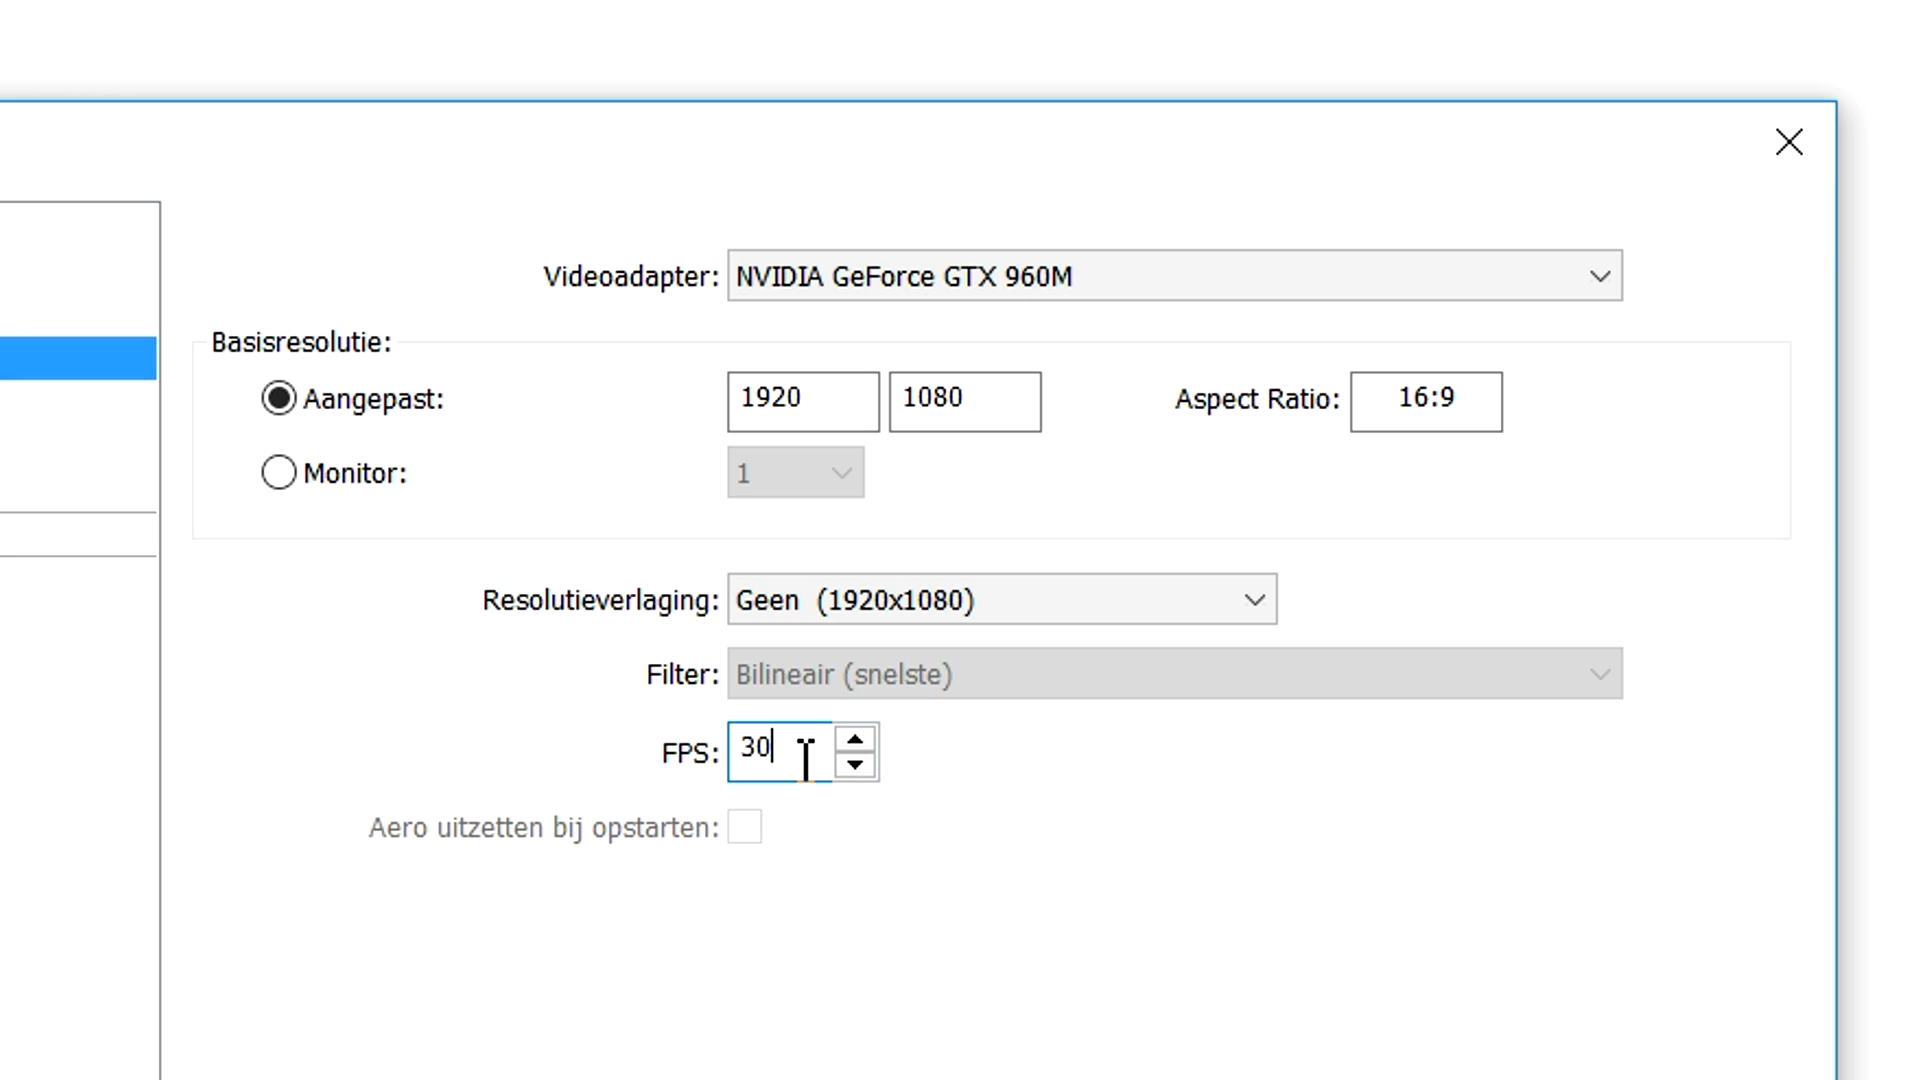 Videoadapter: NVIDIA GeForce GTX 960M
Basisresolutie:
Aangepast: 1920 1080 Aspect Ratio: 16:9
Monitor: 1
Resolutieverlaging: Geen (1920x1080)
Filter: Bilineair (snelste)
FPS: 30
Aero uitzetten bij opstarten: